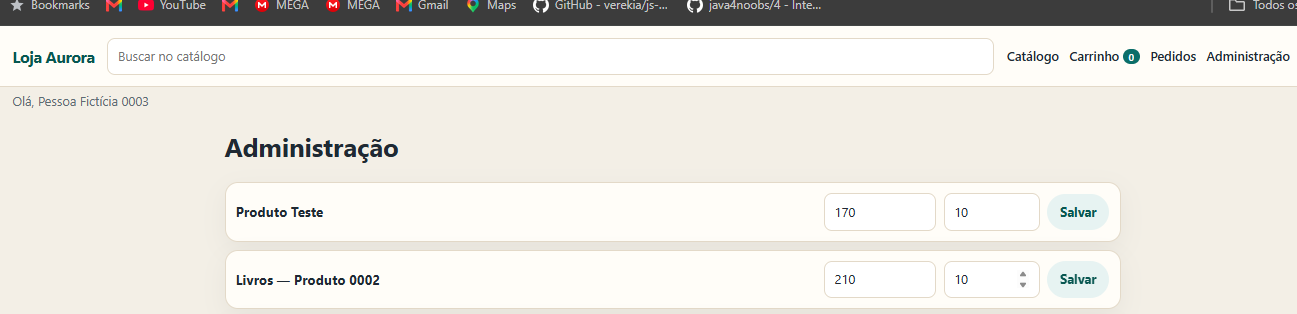 Bookmarks YouTube MEGA MEGA Gmail Maps GitHub - verekia/js-... java4noobs/4 - Inte... Todos os
Loja Aurora Buscar no catálogo Catálogo Carrinho 0 Pedidos Administração
Olá, Pessoa Fictícia 0003
Administração
Produto Teste 170 10 Salvar
Livros — Produto 0002 210 10 Salvar